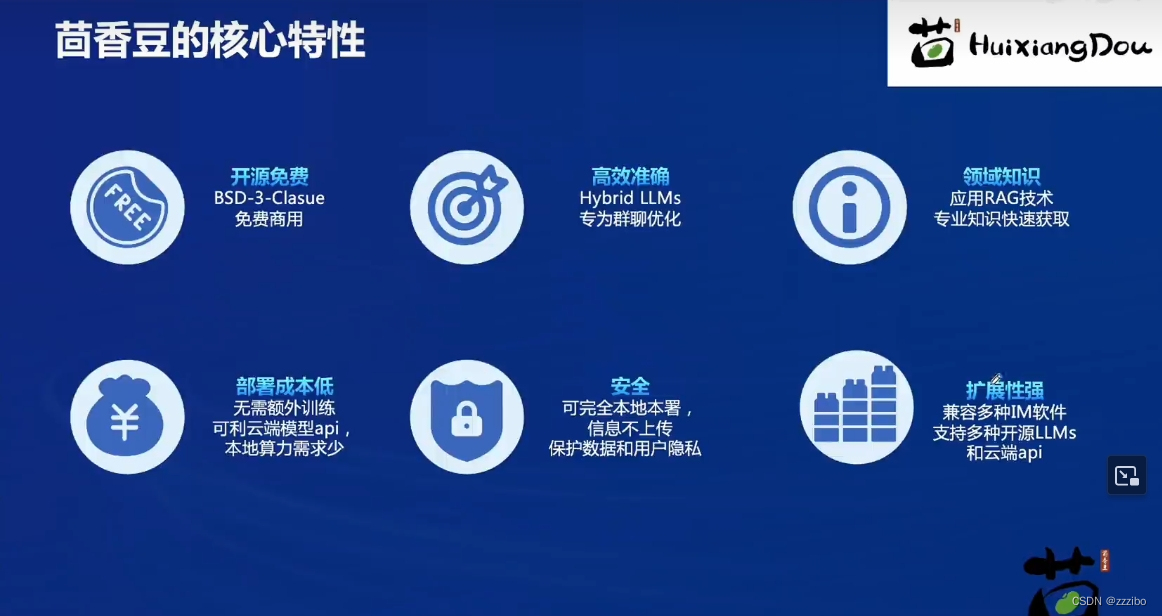 茴香豆的核心特性
HuixiangDou
FREE
开源免费
BSD-3-Clasue
免费商用
高效准确
Hybrid LLMs
专为群聊优化
领域知识
应用RAG技术
专业知识快速获取
¥
部署成本低
无需额外训练
可利云端模型api，
本地算力需求少
安全
可完全本地本署，
信息不上传
保护数据和用户隐私
扩展性强
兼容多种IM软件
支持多种开源LLMs
和云端api
茴
CSDN @zzzibo